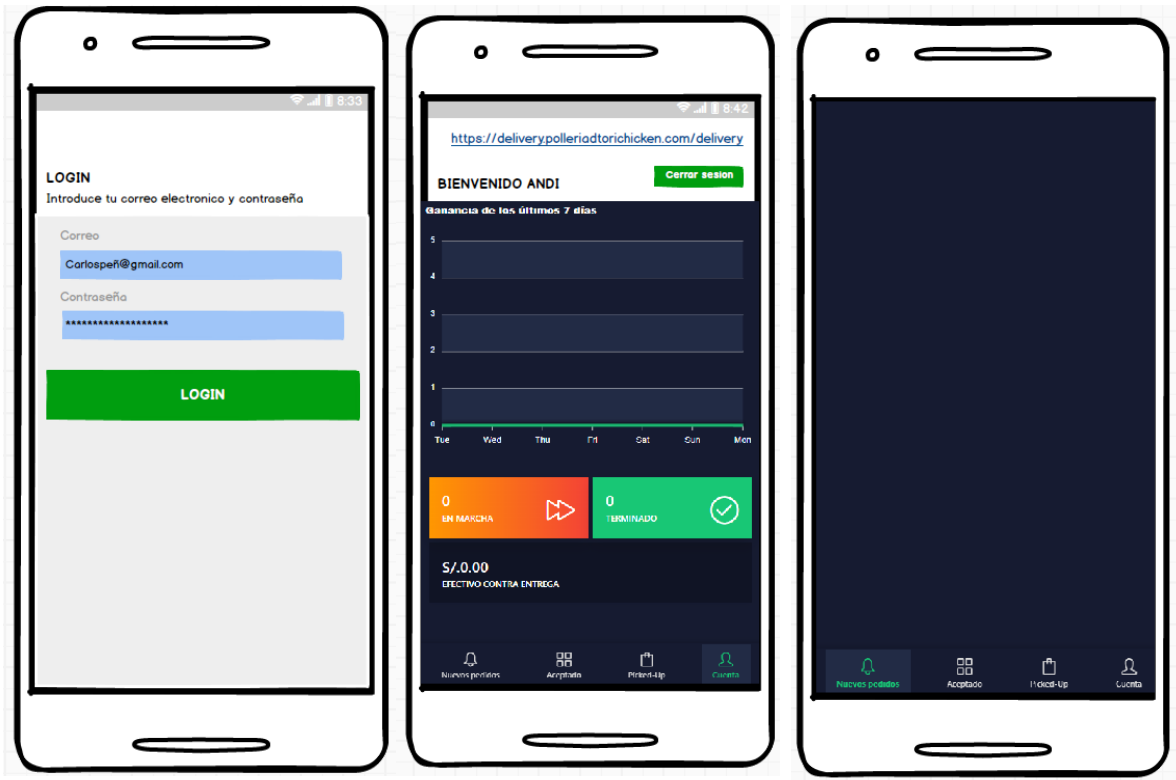 8:33
LOGIN
Introduce tu correo electronico y contraseña
Correo
Carlospeñ@gmail.com
Contraseña
*******************
LOGIN
8:42
https://delivery.polleriadtorichicken.com/delivery
BIENVENIDO ANDI
Cerrar sesion
Ganancia de los últimos 7 días
5
4
3
2
1
0
Tue Wed Thu Fri Sat Sun Mon
0
EN MARCHA
0
TERMINADO
S/.0.00
EFECTIVO CONTRA ENTREGA
Nuevos pedidos Aceptado Picked-Up Cuenta
Nuevos pedidos Aceptado Picked-Up Cuenta